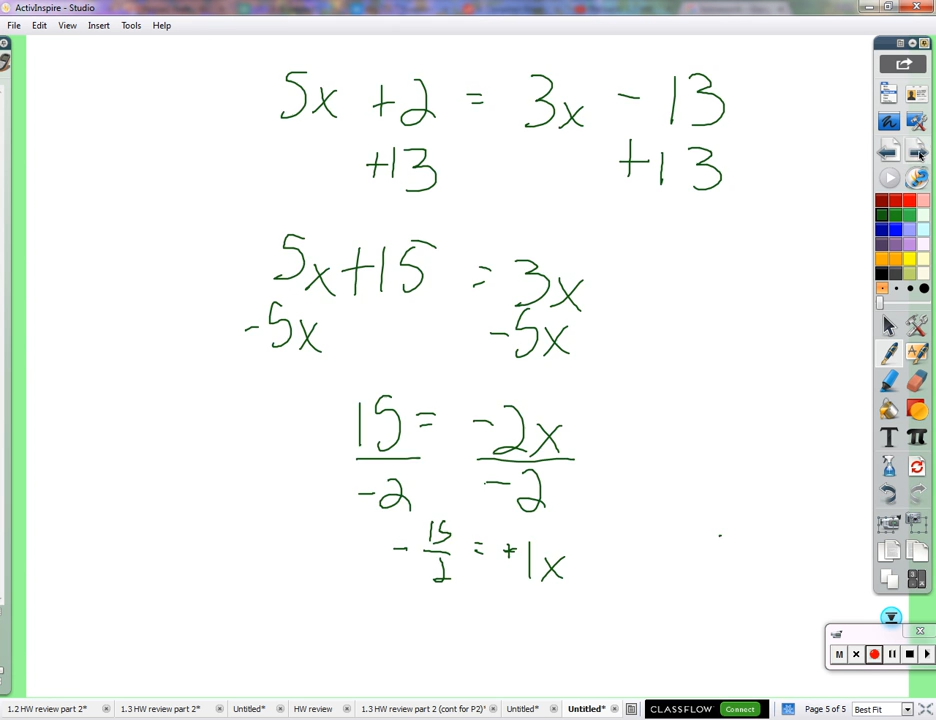 ActivInspire - Studio
File Edit View Insert Tools Help
5x +2 = 3x - 13
+13 +13
5x+15 = 3x
-5x -5x
15 = -2x
-2 -2
- 15/2 = +1x
M
1.2 HW review part 2* 1.3 HW review part 2* Untitled* HW review 1.3 HW review part 2 (cont for P2)* Untitled* Untitled* CLASSFLOW Connect Page 5 of 5 Best Fit